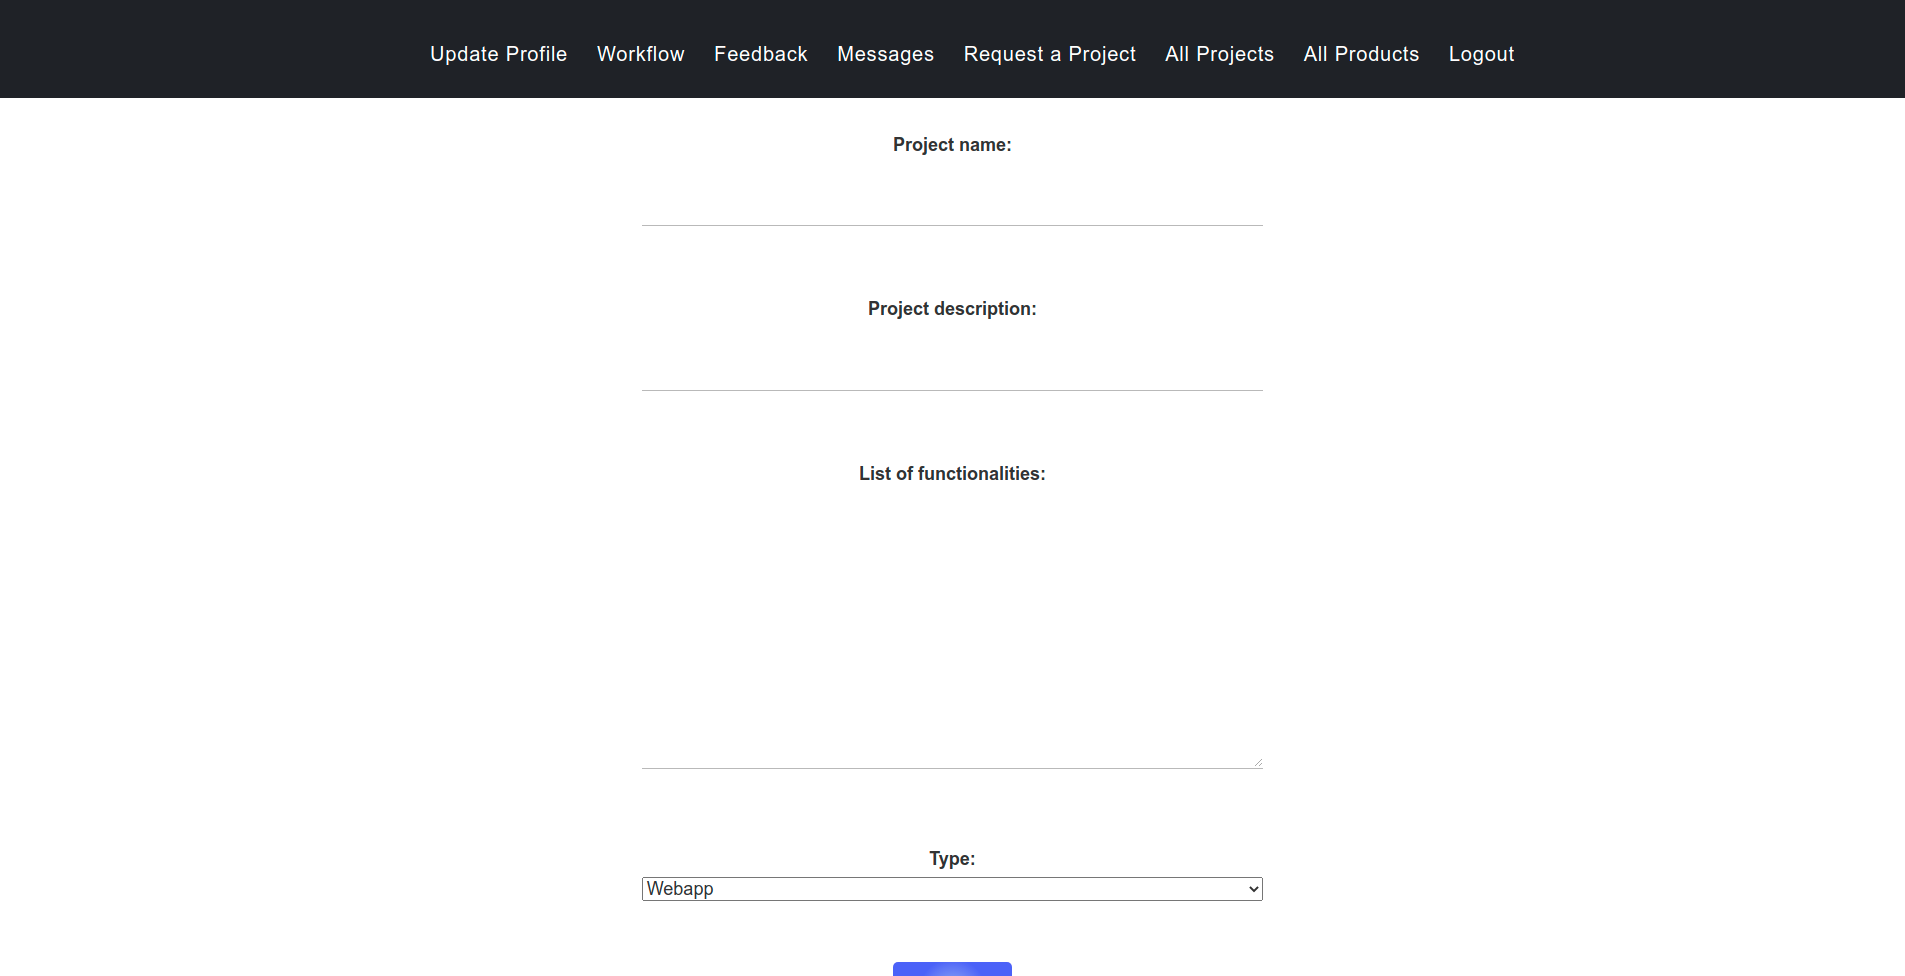 Update Profile Workflow Feedback Messages Request a Project All Projects All Products Logout
Project name:
Project description:
List of functionalities:
Type:
Webapp